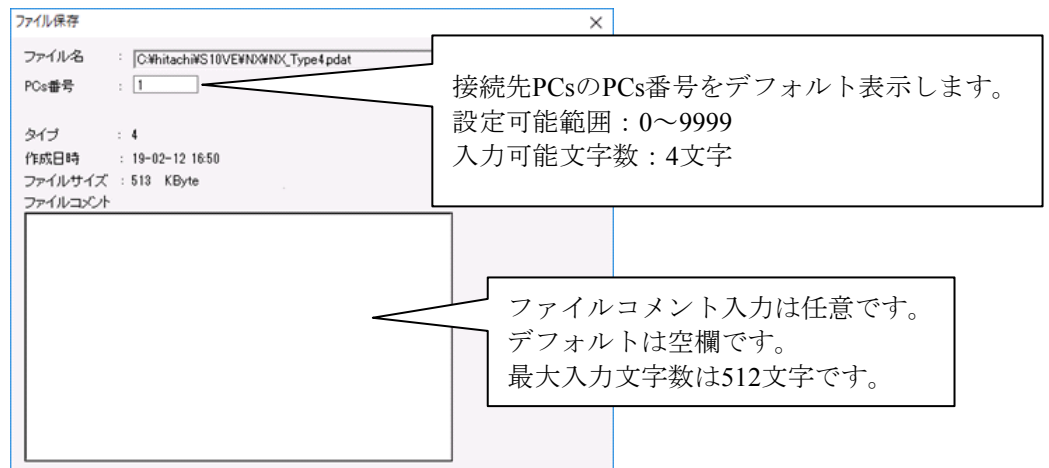 ファイル保存
ファイル名 : C:¥hitachi¥S10VE¥NX¥NX_Type4.pdat
PCs番号 : 1
接続先PCsのPCs番号をデフォルト表示します。
設定可能範囲：0～9999
入力可能文字数：4文字
タイプ : 4
作成日時 : 19-02-12 16:50
ファイルサイズ : 513 KByte
ファイルコメント
ファイルコメント入力は任意です。
デフォルトは空欄です。
最大入力文字数は512文字です。